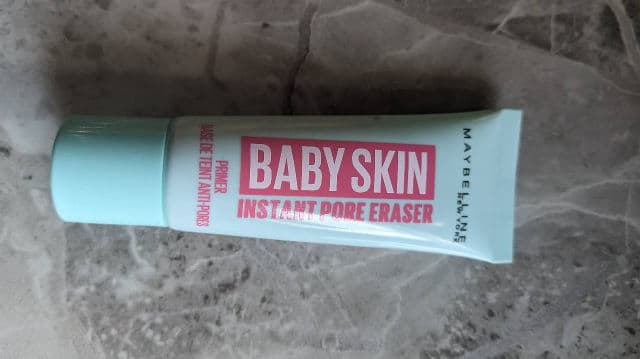 MAYBELLINE
NEW YORK
BABY SKIN
INSTANT PORE ERASER
PRIMER
BASE DE TEINT ANTI-PORES